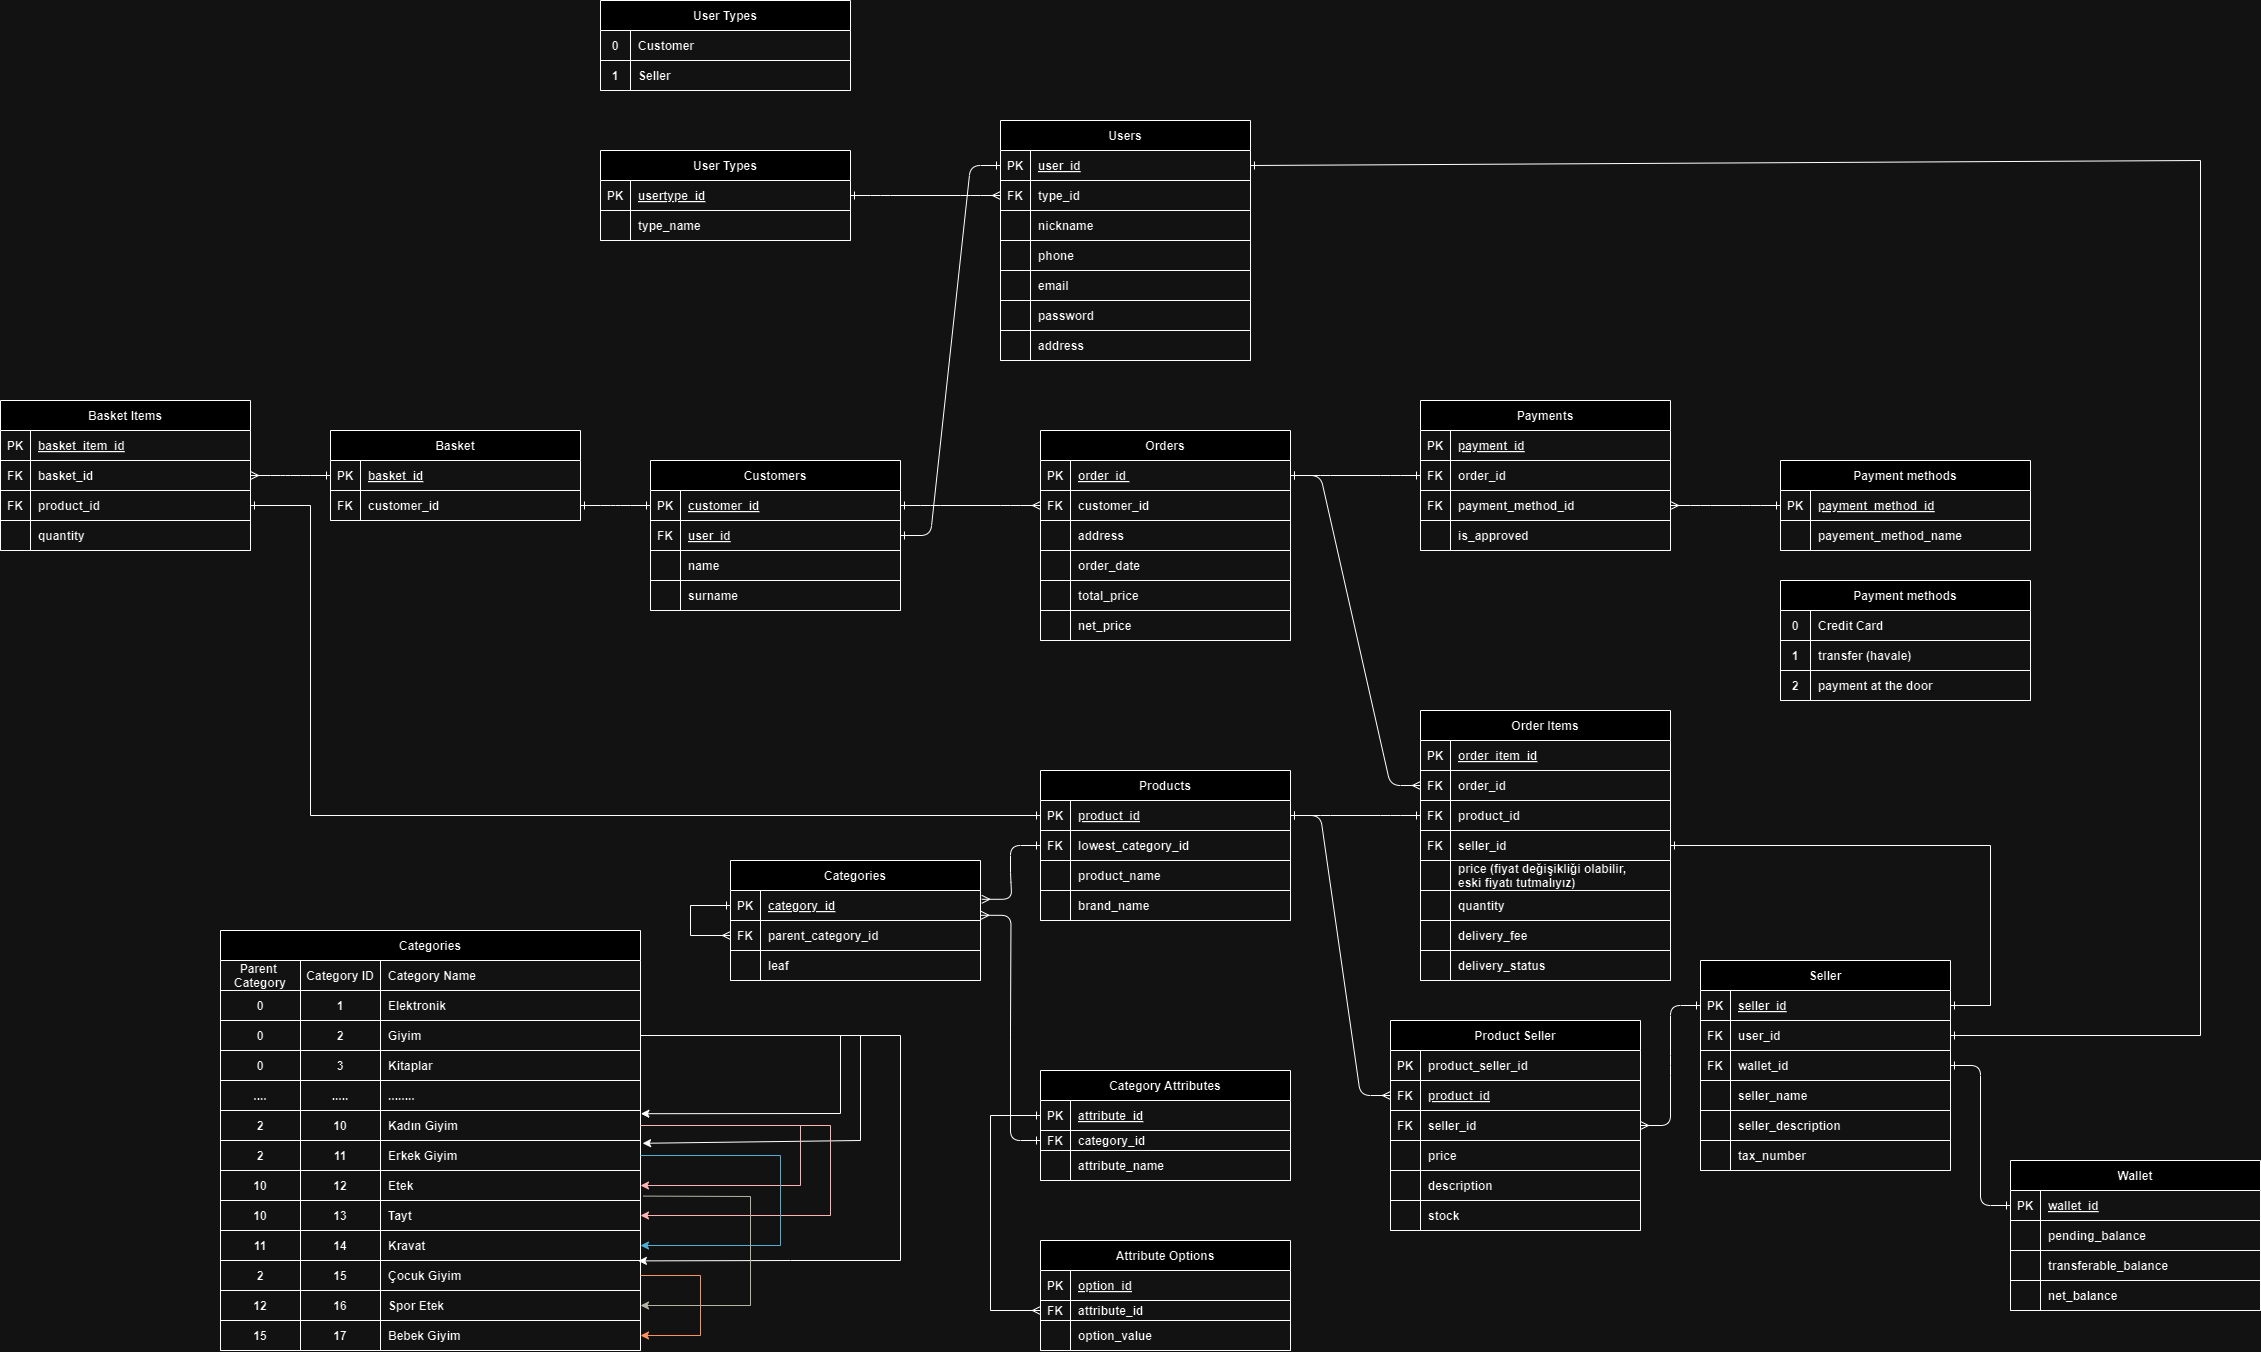 User Types
0 Customer
1 Seller
User Types
PK usertype_id
type_name
Users
PK user_id
FK type_id
nickname
phone
email
password
address
Basket Items
PK basket_item_id
FK basket_id
FK product_id
quantity
Basket
PK basket_id
FK customer_id
Customers
PK customer_id
FK user_id
name
surname
Orders
PK order_id
FK customer_id
address
order_date
total_price
net_price
Payments
PK payment_id
FK order_id
FK payment_method_id
is_approved
Payment methods
PK payment_method_id
payement_method_name
Payment methods
0 Credit Card
1 transfer (havale)
2 payment at the door
Order Items
PK order_item_id
FK order_id
FK product_id
FK seller_id
price (fiyat değişikliği olabilir,
eski fiyatı tutmalıyız)
quantity
delivery_fee
delivery_status
Products
PK product_id
FK lowest_category_id
product_name
brand_name
Categories
PK category_id
FK parent_category_id
leaf
Categories
Parent
Category Category ID Category Name
0 1 Elektronik
0 2 Giyim
0 3 Kitaplar
.... ..... ........
2 10 Kadın Giyim
2 11 Erkek Giyim
10 12 Etek
10 13 Tayt
11 14 Kravat
2 15 Çocuk Giyim
12 16 Spor Etek
15 17 Bebek Giyim
Category Attributes
PK attribute_id
FK category_id
attribute_name
Attribute Options
PK option_id
FK attribute_id
option_value
Product Seller
PK product_seller_id
FK product_id
FK seller_id
price
description
stock
Seller
PK seller_id
FK user_id
FK wallet_id
seller_name
seller_description
tax_number
Wallet
PK wallet_id
pending_balance
transferable_balance
net_balance